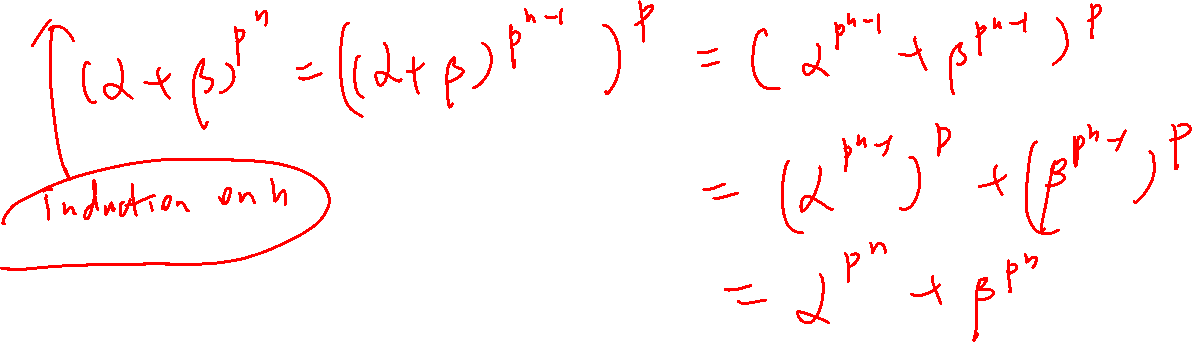 (α+β)^{p^n} = ((α+β)^{p^{n-1}})^p = (α^{p^{n-1}} + β^{p^{n-1}})^p
= (α^{p^{n-1}})^p + (β^{p^{n-1}})^p
Induction on n
= α^{p^n} + β^{p^n}